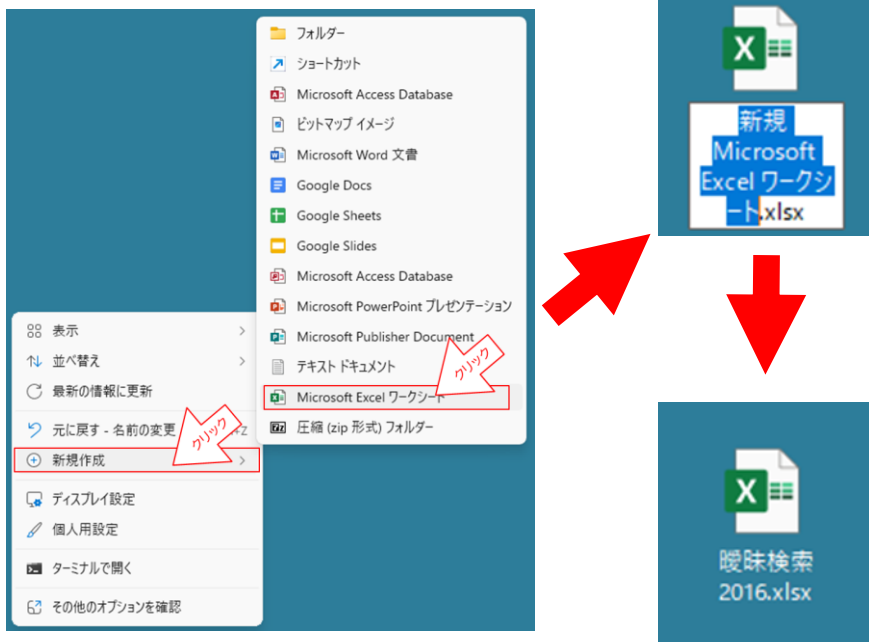 表示
並べ替え
最新の情報に更新
元に戻す - 名前の変更
+Z
新規作成
クリック
ディスプレイ設定
個人用設定
ターミナルで開く
その他のオプションを確認
フォルダー
ショートカット
Microsoft Access Database
ビットマップ イメージ
Microsoft Word 文書
Google Docs
Google Sheets
Google Slides
Microsoft Access Database
Microsoft PowerPoint プレゼンテーション
Microsoft Publisher Document
テキスト ドキュメント
クリック
Microsoft Excel ワークシート
圧縮 (zip 形式) フォルダー
新規
Microsoft
Excel ワークシ
ート.xlsx
曖昧検索
2016.xlsx